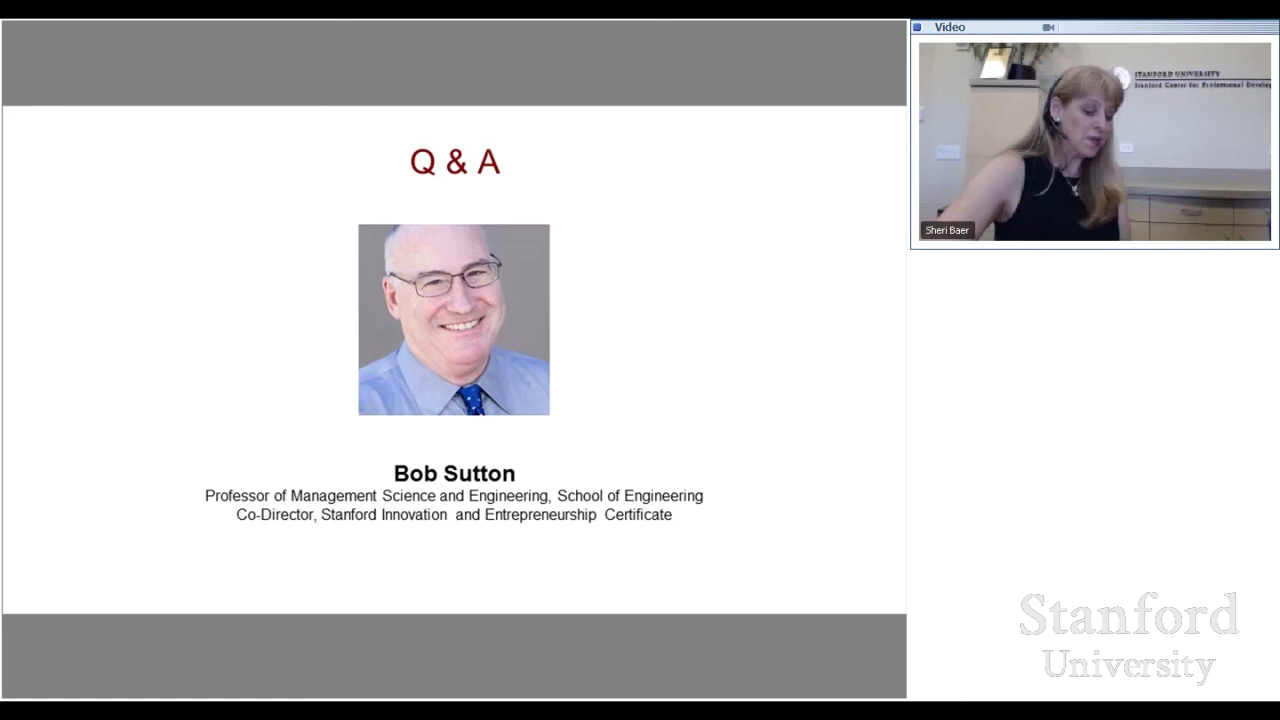 Q & A
Bob Sutton
Professor of Management Science and Engineering, School of Engineering
Co-Director, Stanford Innovation and Entrepreneurship Certificate
Video
STANFORD UNIVERSITY
Stanford Center for Professional Develop
Sheri Baer
Stanford
University